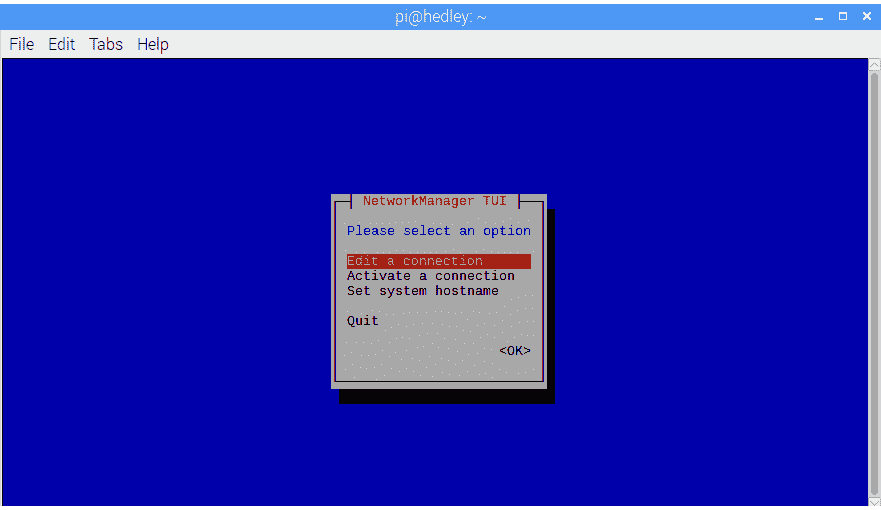 pi@hedley: ~
File Edit Tabs Help
NetworkManager TUI
Please select an option
Edit a connection
Activate a connection
Set system hostname
Quit
<OK>